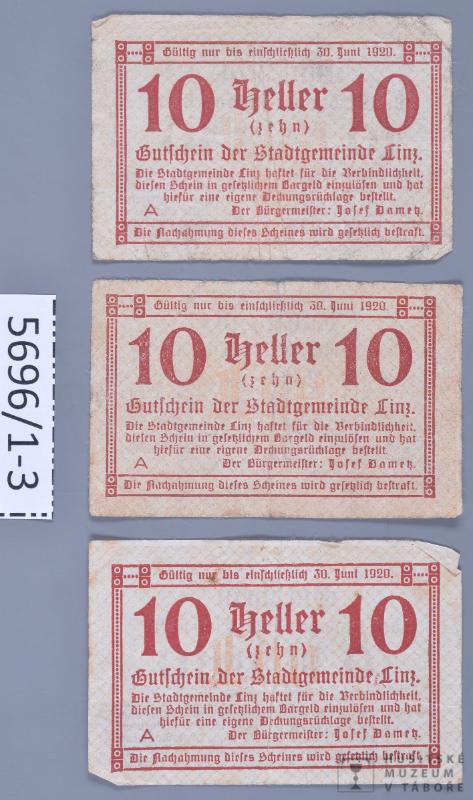 Gültig nur bis einschließlich 30. Juni 1920.
10 Heller 10
(zehn)
Gutschein der Stadtgemeinde Linz.
Die Stadtgemeinde Linz haftet für die Verbindlichkeit,
diesen Schein in gesetzlichem Bargeld einzulösen und hat
hiefür eine eigene Deckungsrücklage bestellt.
A Der Bürgermeister: Josef Dametz.
Die Nachahmung dieses Scheines wird gesetzlich bestraft.
5696/1-3
Gültig nur bis einschließlich 30. Juni 1920.
10 Heller 10
(zehn)
Gutschein der Stadtgemeinde Linz.
Die Stadtgemeinde Linz haftet für die Verbindlichkeit,
diesen Schein in gesetzlichem Bargeld einzulösen und hat
hiefür eine eigene Deckungsrücklage bestellt.
A Der Bürgermeister: Josef Dametz.
Die Nachahmung dieses Scheines wird gesetzlich bestraft.
Gültig nur bis einschließlich 30. Juni 1920.
10 Heller 10
(zehn)
Gutschein der Stadtgemeinde Linz.
Die Stadtgemeinde Linz haftet für die Verbindlichkeit,
diesen Schein in gesetzlichem Bargeld einzulösen und hat
hiefür eine eigene Deckungsrücklage bestellt.
A Der Bürgermeister: Josef Dametz.
Die Nachahmung dieses Scheines wird gesetzlich bestraft.
HUSITSKÉ
MUZEUM
V TÁBOŘE